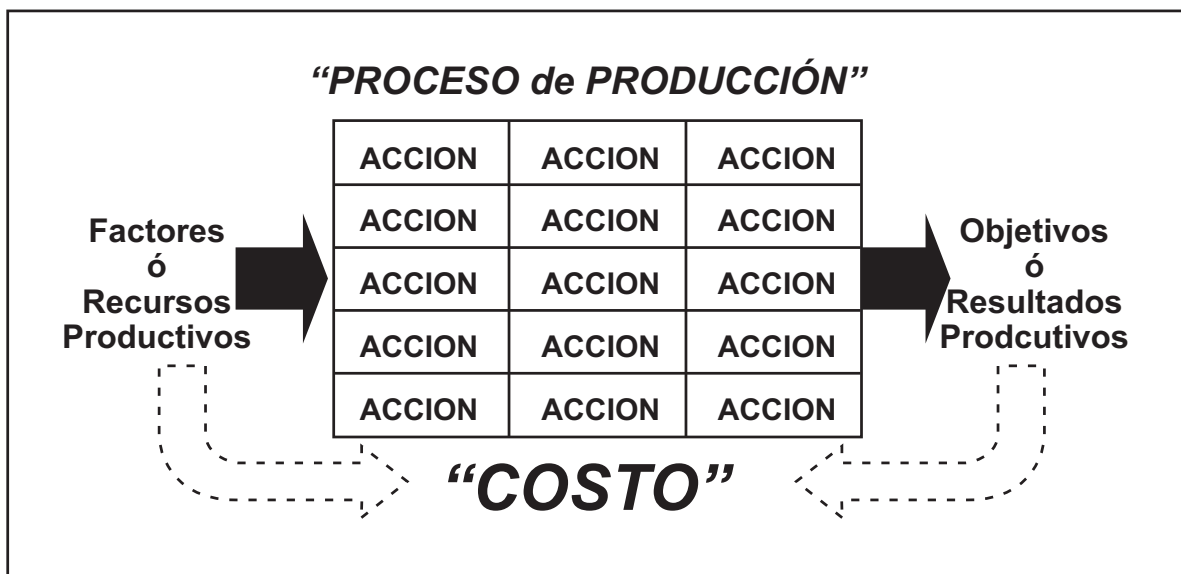 “PROCESO de PRODUCCIÓN”
ACCION ACCION ACCION
ACCION ACCION ACCION
ACCION ACCION ACCION
ACCION ACCION ACCION
ACCION ACCION ACCION
Factores
ó
Recursos
Productivos
Objetivos
ó
Resultados
Prodcutivos
“COSTO”